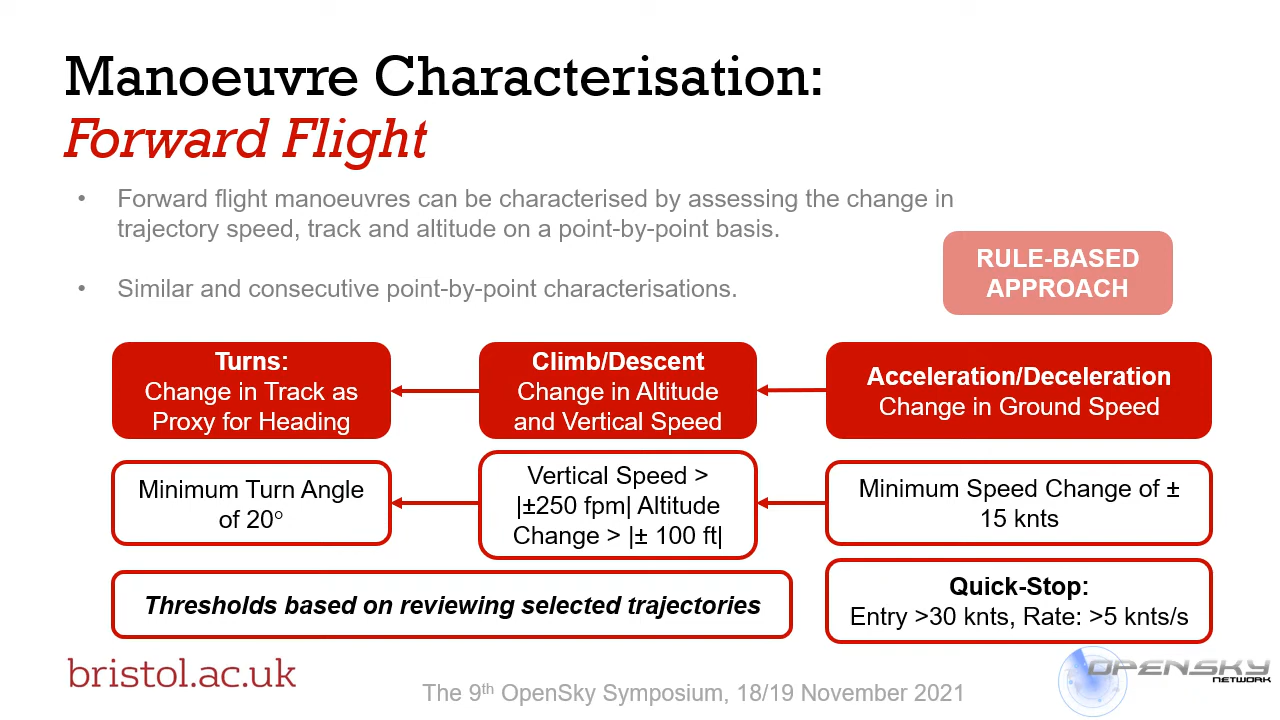 Manoeuvre Characterisation:
Forward Flight
• Forward flight manoeuvres can be characterised by assessing the change in
trajectory speed, track and altitude on a point-by-point basis.
• Similar and consecutive point-by-point characterisations.
RULE-BASED
APPROACH
Turns:
Change in Track as
Proxy for Heading
Climb/Descent
Change in Altitude
and Vertical Speed
Acceleration/Deceleration
Change in Ground Speed
Minimum Turn Angle
of 20°
Vertical Speed >
|±250 fpm| Altitude
Change > |± 100 ft|
Minimum Speed Change of ±
15 knts
Thresholds based on reviewing selected trajectories
Quick-Stop:
Entry >30 knts, Rate: >5 knts/s
bristol.ac.uk
The 9th OpenSky Symposium, 18/19 November 2021
OPENSKY
NETWORK